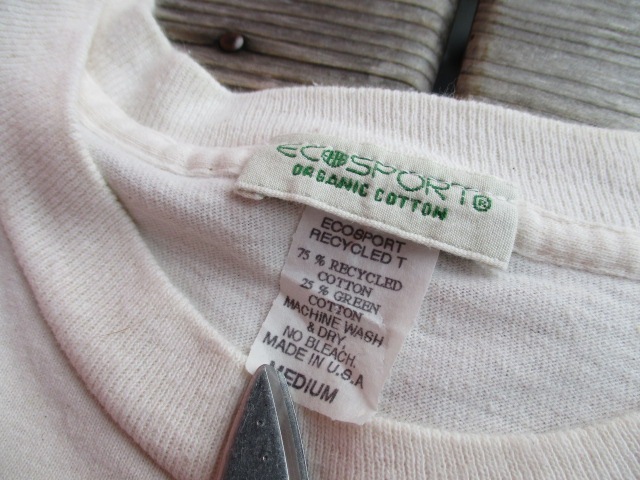 ECOSPORT®
ORGANIC COTTON
ECOSPORT
RECYCLED T
75 % RECYCLED
COTTON
25 % GREEN
COTTON
MACHINE WASH
& DRY.
NO BLEACH.
MADE IN U.S.A
MEDIUM